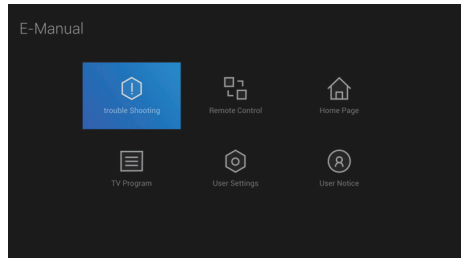 E-Manual
trouble Shooting
Remote Control
Home Page
TV Program
User Settings
User Notice